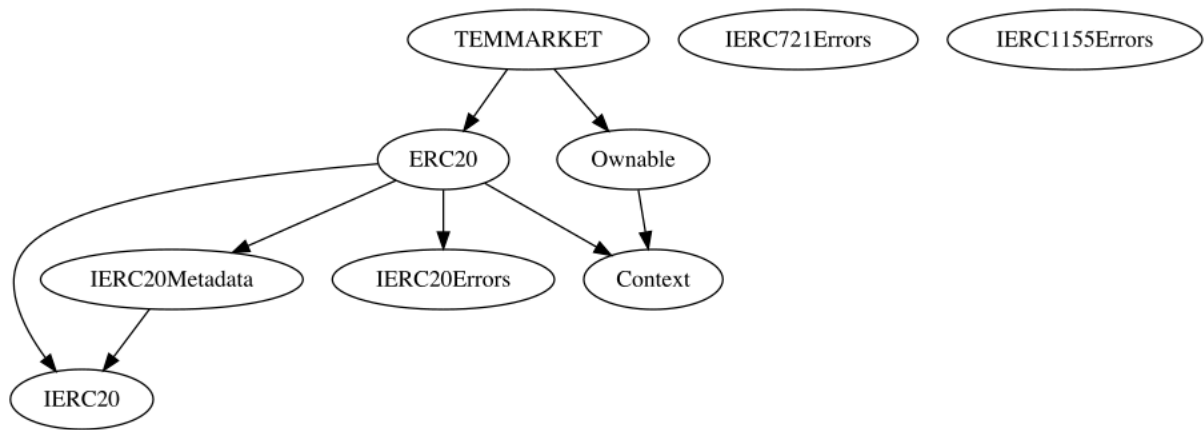 TEMMARKET IERC721Errors IERC1155Errors
ERC20 Ownable
IERC20Metadata IERC20Errors Context
IERC20